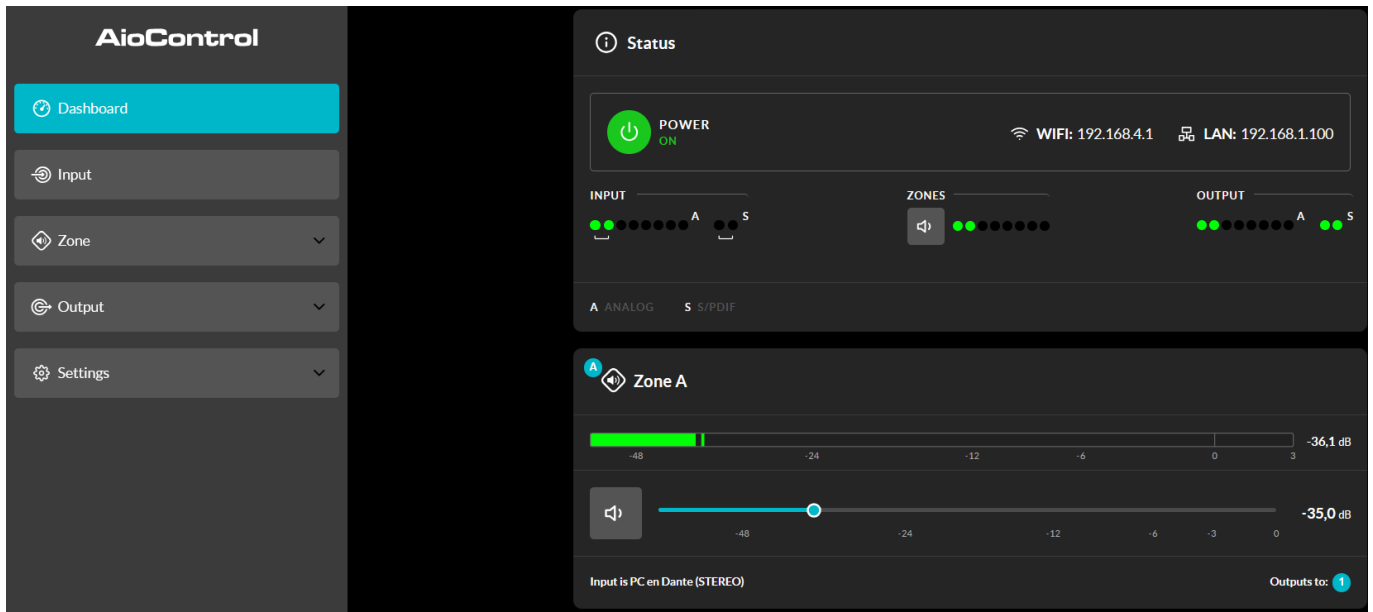 AioControl
Dashboard
Input
Zone
Output
Settings
Status
POWER
ON
WIFI: 192.168.4.1 LAN: 192.168.1.100
INPUT ZONES OUTPUT
A S A S
A ANALOG S S/PDIF
A
Zone A
-36,1 dB
-48 -24 -12 -6 0 3
-35,0 dB
-48 -24 -12 -6 -3 0
Input is PC en Dante (STEREO) Outputs to: 1